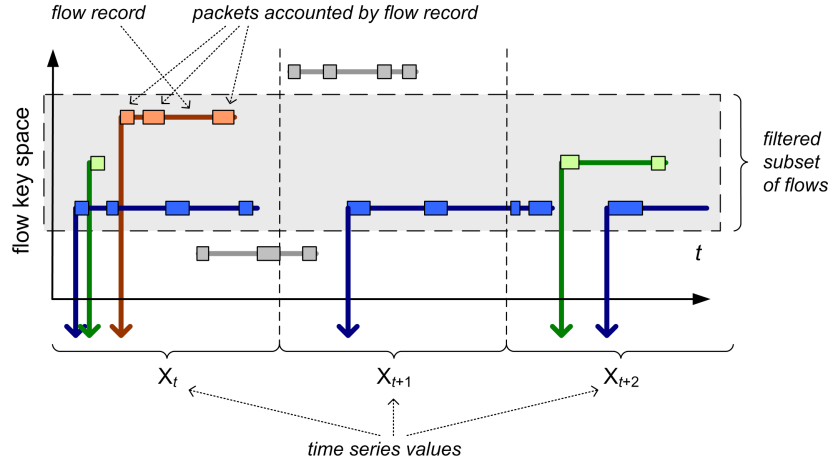 flow record
packets accounted by flow record
flow key space
filtered
subset
of flows
t
Xt
Xt+1
Xt+2
time series values